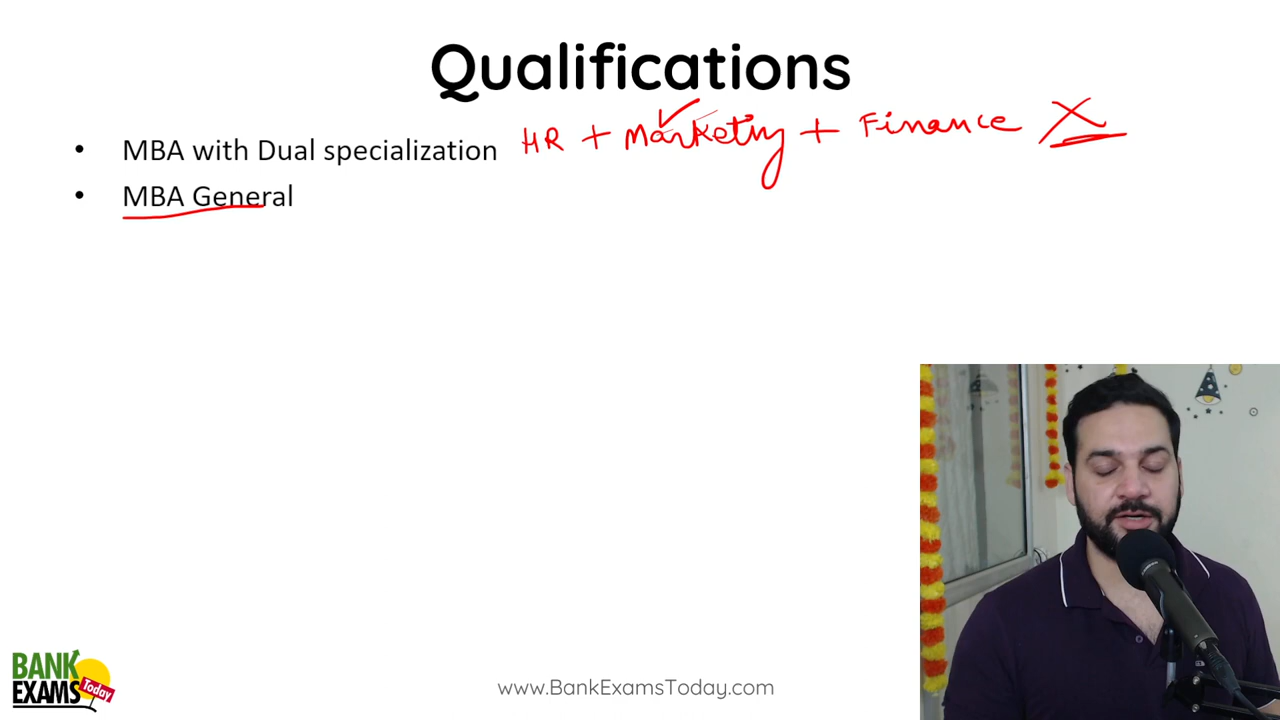 Qualifications
• MBA with Dual specialization HR + Marketing + Finance X
• MBA General
BANK
EXAMS Today
www.BankExamsToday.com